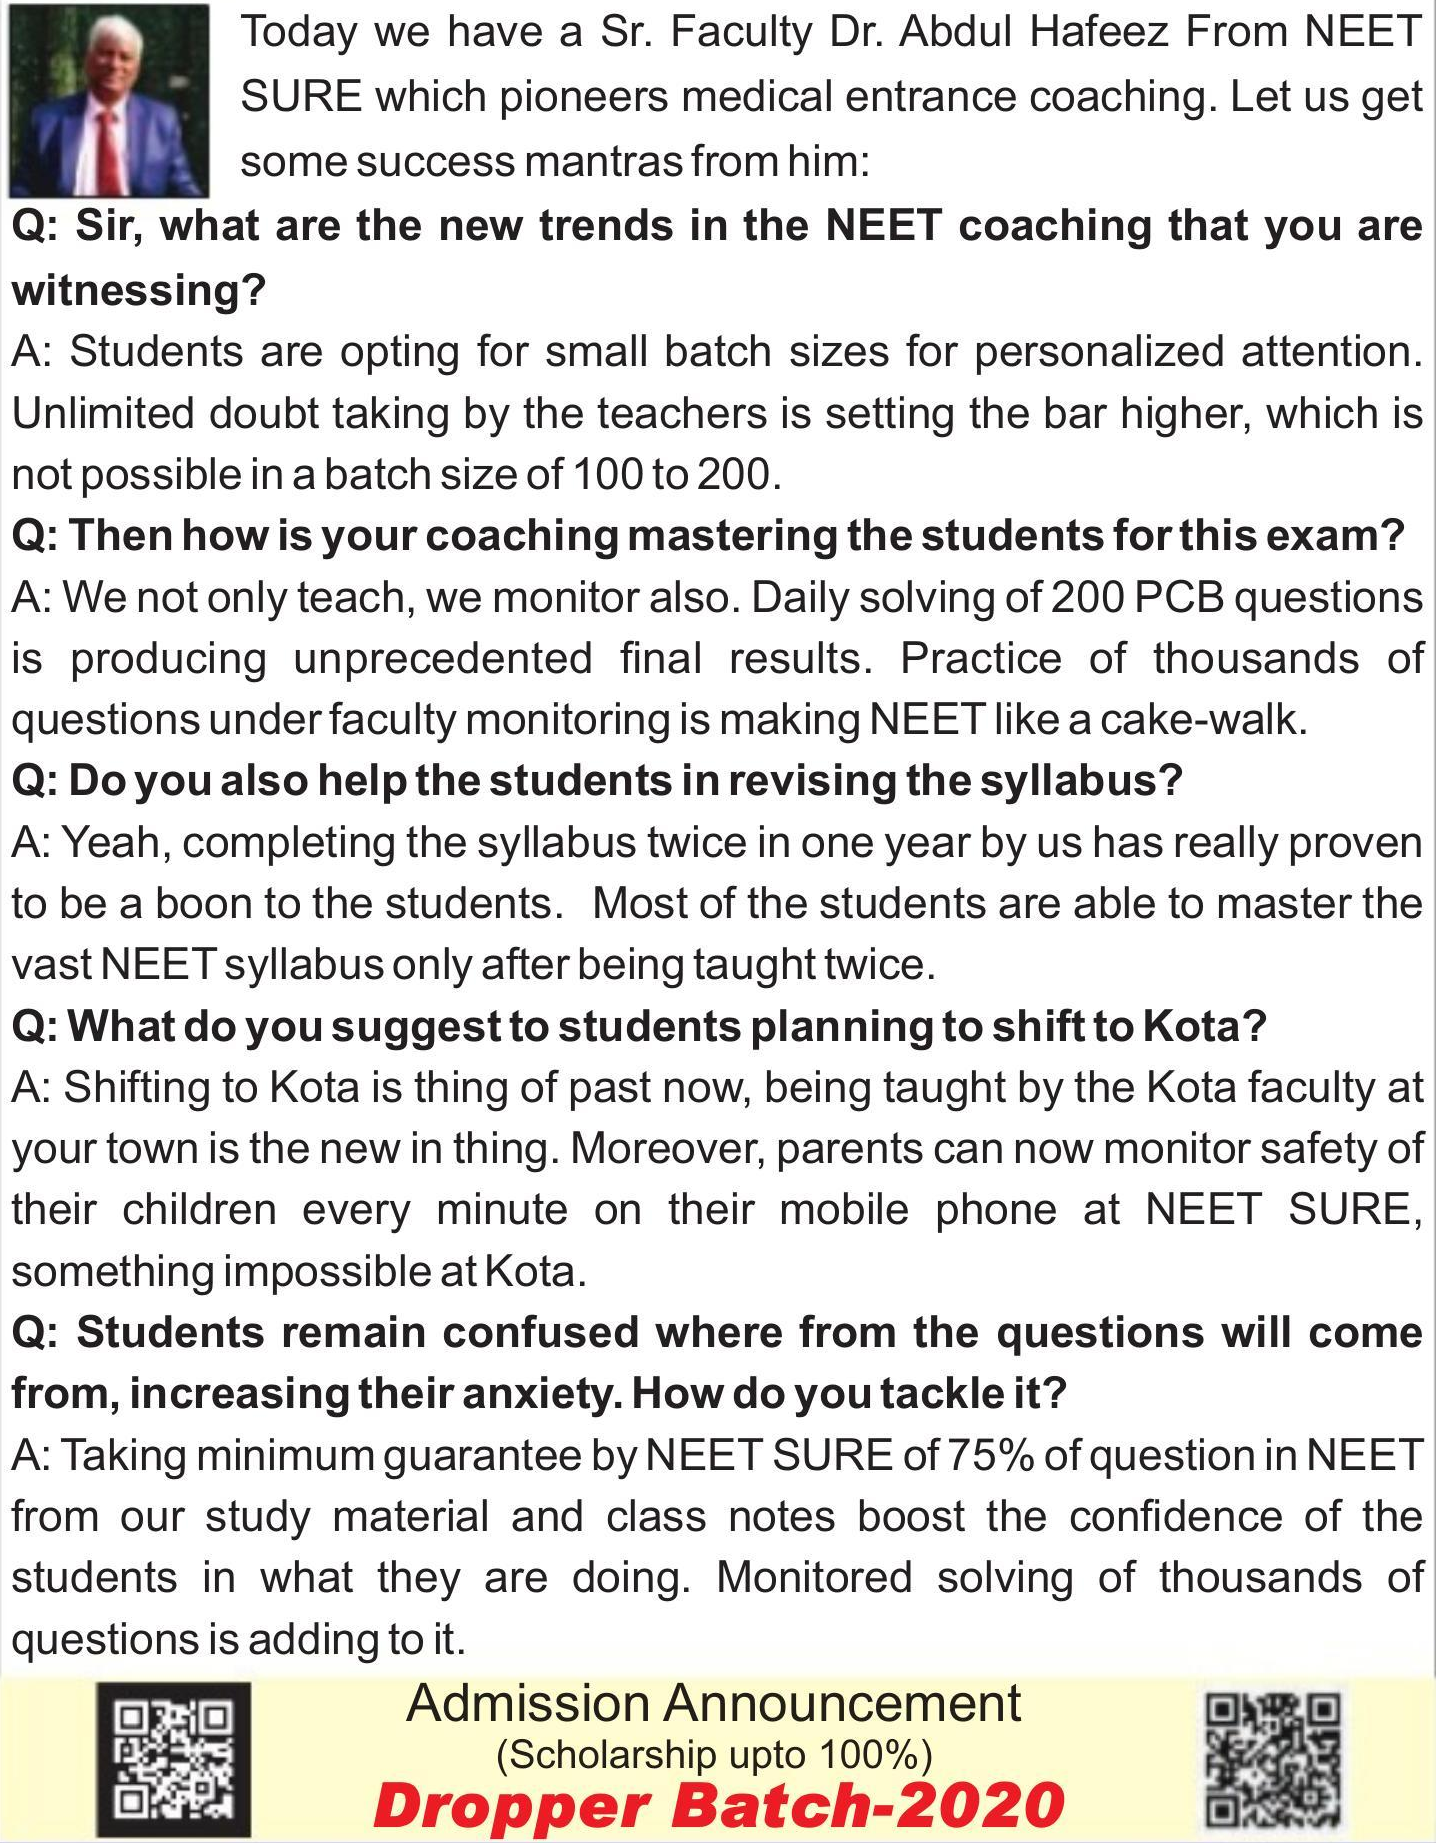 Today we have a Sr. Faculty Dr. Abdul Hafeez From NEET
SURE which pioneers medical entrance coaching. Let us get
some success mantras from him:
Q: Sir, what are the new trends in the NEET coaching that you are
witnessing?
A: Students are opting for small batch sizes for personalized attention.
Unlimited doubt taking by the teachers is setting the bar higher, which is
not possible in a batch size of 100 to 200.
Q: Then how is your coaching mastering the students for this exam?
A: We not only teach, we monitor also. Daily solving of 200 PCB questions
is producing unprecedented final results. Practice of thousands of
questions under faculty monitoring is making NEET like a cake-walk.
Q: Do you also help the students in revising the syllabus?
A: Yeah, completing the syllabus twice in one year by us has really proven
to be a boon to the students. Most of the students are able to master the
vast NEET syllabus only after being taught twice.
Q: What do you suggest to students planning to shift to Kota?
A: Shifting to Kota is thing of past now, being taught by the Kota faculty at
your town is the new in thing. Moreover, parents can now monitor safety of
their children every minute on their mobile phone at NEET SURE,
something impossible at Kota.
Q: Students remain confused where from the questions will come
from, increasing their anxiety. How do you tackle it?
A: Taking minimum guarantee by NEET SURE of 75% of question in NEET
from our study material and class notes boost the confidence of the
students in what they are doing. Monitored solving of thousands of
questions is adding to it.
Admission Announcement
(Scholarship upto 100%)
Dropper Batch-2020